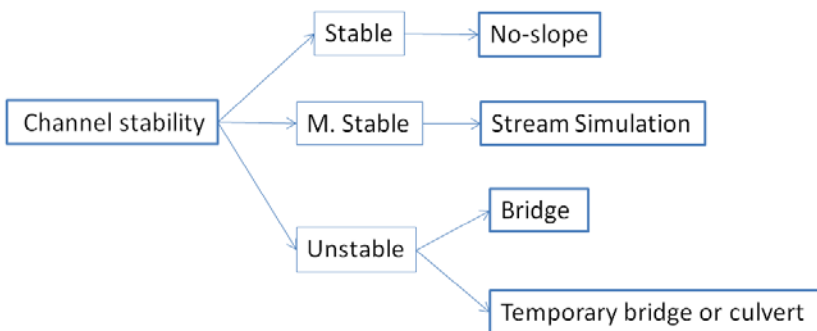 Stable
No-slope
Channel stability
M. Stable
Stream Simulation
Unstable
Bridge
Temporary bridge or culvert